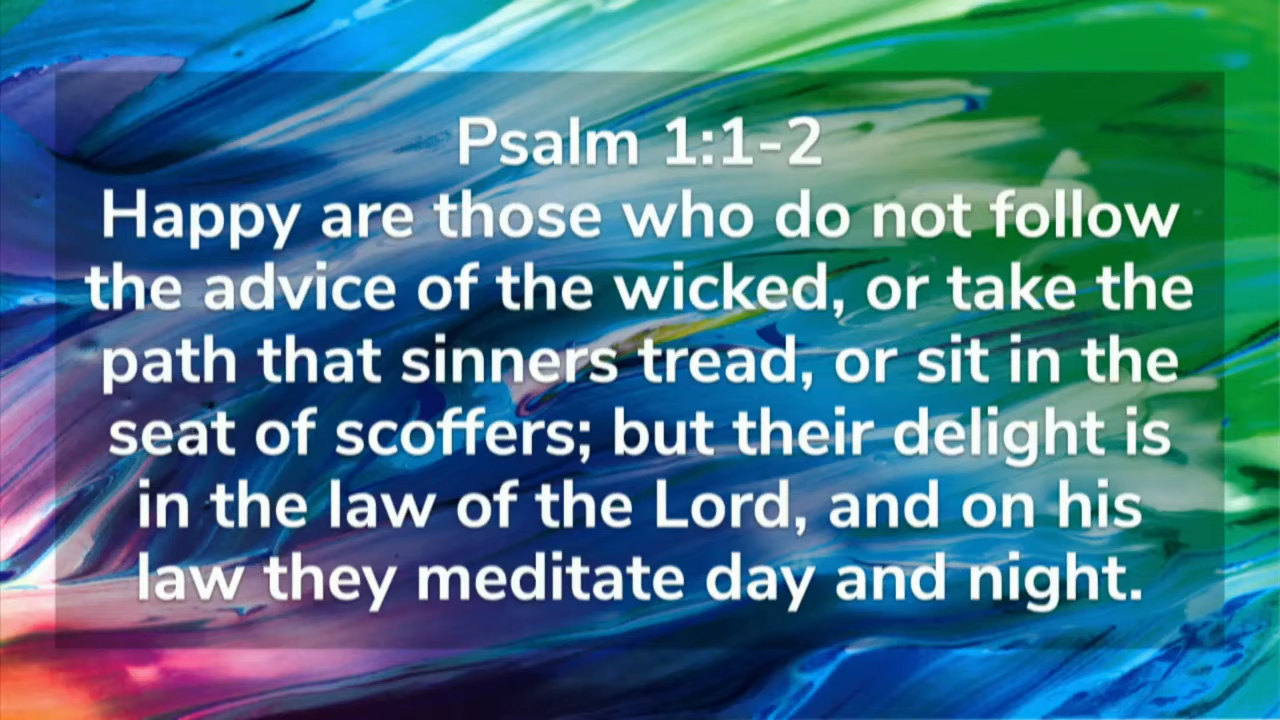 Psalm 1:1-2
Happy are those who do not follow
the advice of the wicked, or take the
path that sinners tread, or sit in the
seat of scoffers; but their delight is
in the law of the Lord, and on his
law they meditate day and night.